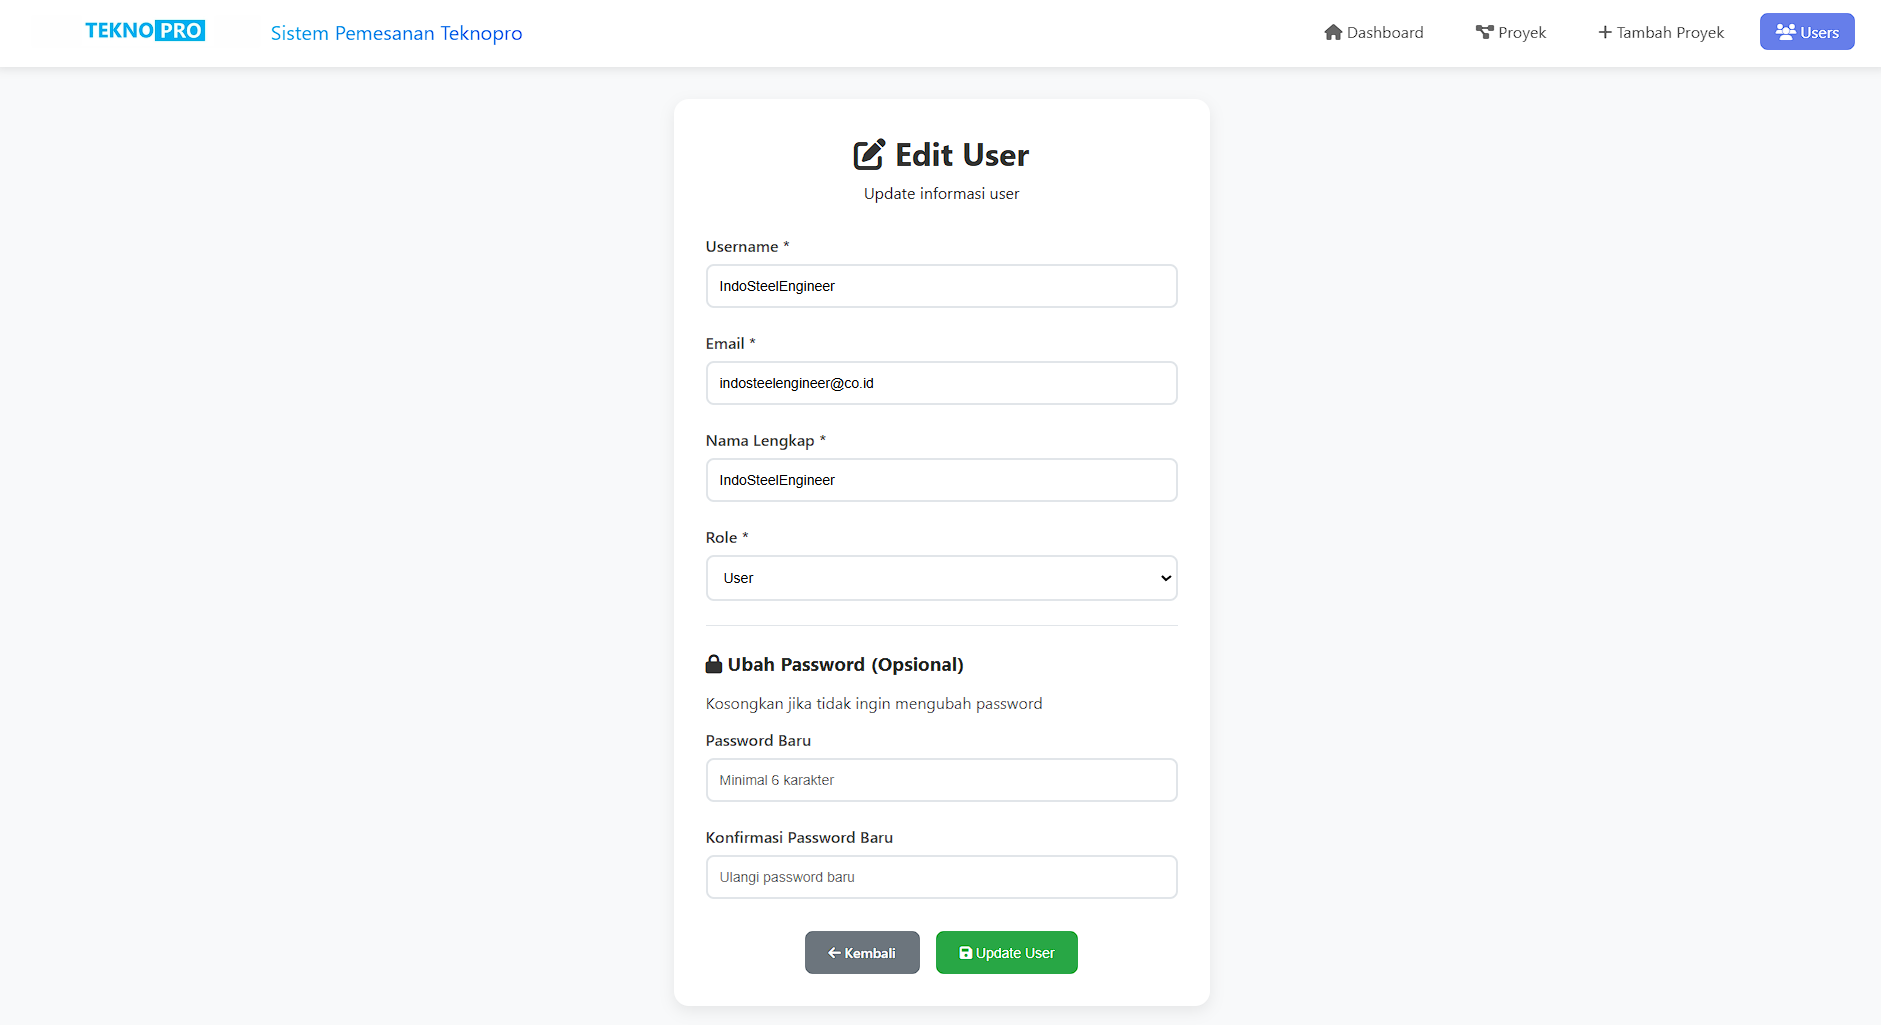 TEKNOPRO Sistem Pemesanan Teknopro Dashboard Proyek Tambah Proyek Users
Edit User
Update informasi user
Username *
IndoSteelEngineer
Email *
indosteelengineer@co.id
Nama Lengkap *
IndoSteelEngineer
Role *
User
Ubah Password (Opsional)
Kosongkan jika tidak ingin mengubah password
Password Baru
Minimal 6 karakter
Konfirmasi Password Baru
Ulangi password baru
Kembali Update User